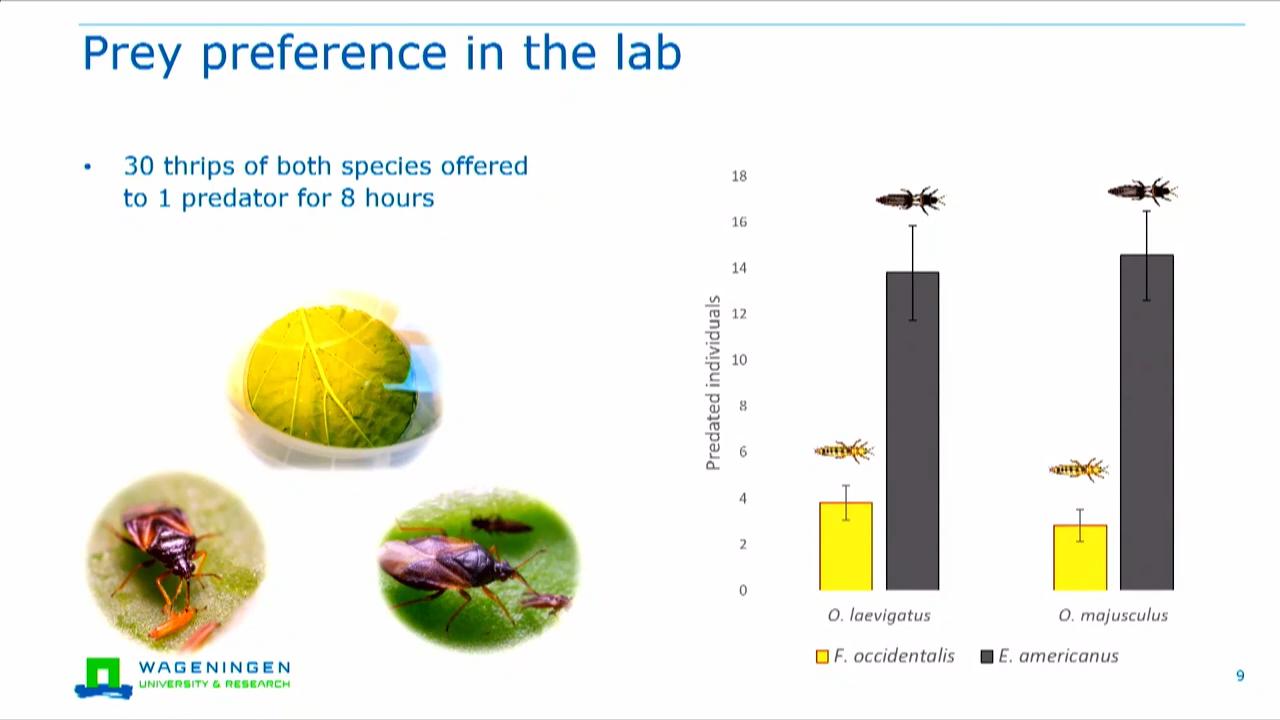 Prey preference in the lab
• 30 thrips of both species offered
to 1 predator for 8 hours
18
16
14
12
10
8
6
4
2
0
Predated individuals
O. laevigatus
O. majusculus
F. occidentalis
E. americanus
WAGENINGEN
UNIVERSITY & RESEARCH
9